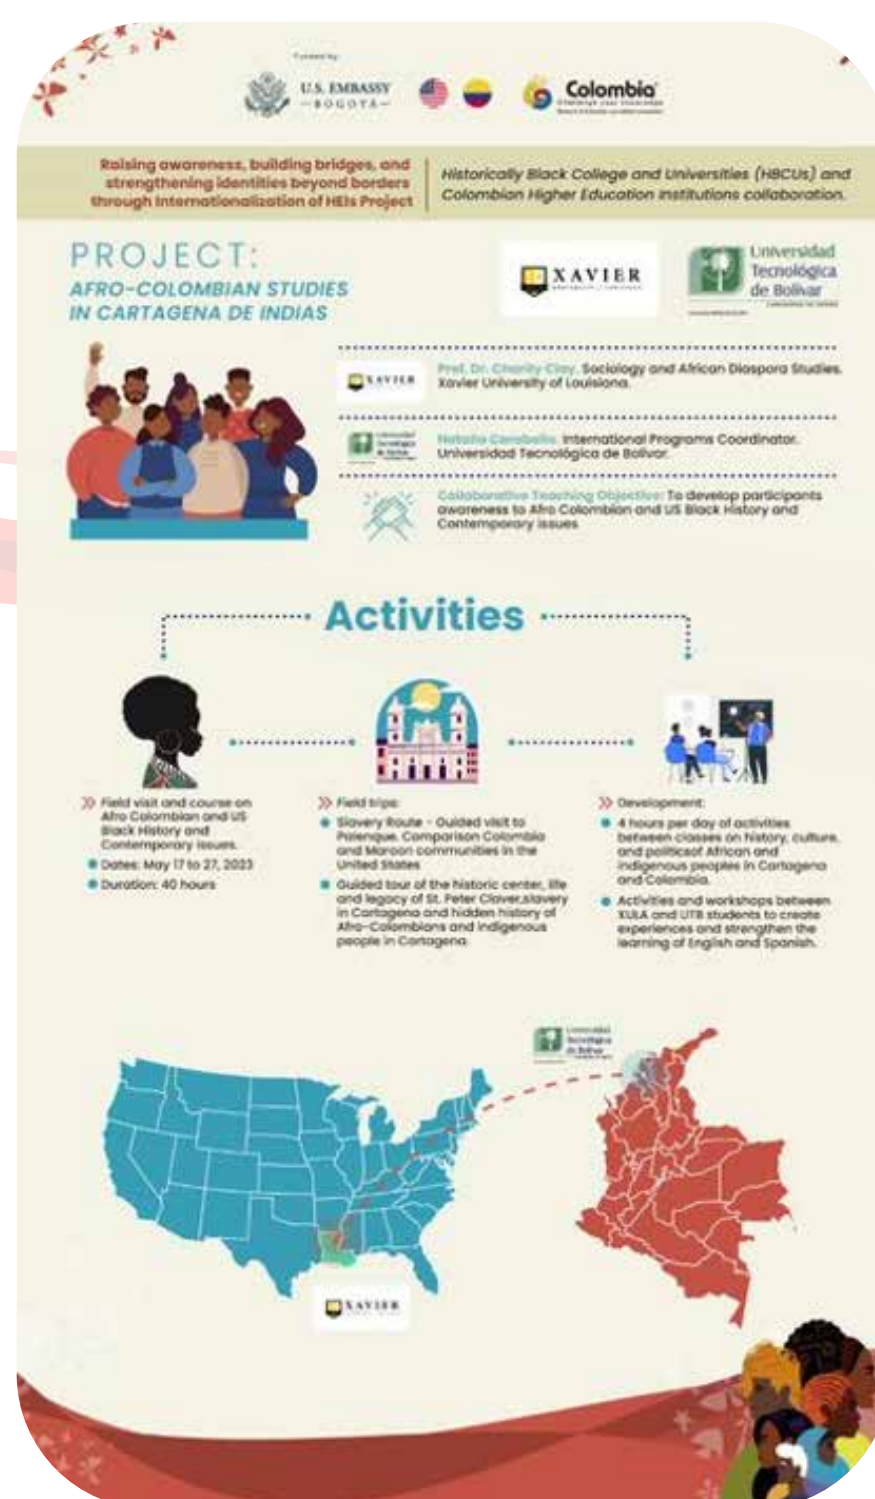 Funded by:
U.S. EMBASSY
BOGOTÁ
Colombia
Raising awareness, building bridges, and
strengthening identities beyond borders
through Internationalization of HEIs Project
Historically Black College and Universities (HBCUs) and
Colombian Higher Education Institutions collaboration.
PROJECT:
AFRO-COLOMBIAN STUDIES
IN CARTAGENA DE INDIAS
XAVIER
Universidad
Tecnológica
de Bolívar
XAVIER
Prof. Dr. Charity Clay. Sociology and African Diaspora Studies.
Xavier University of Louisiana.
Universidad
Tecnológica
de Bolívar
Natalia Caraballo. International Programs Coordinator.
Universidad Tecnológica de Bolívar.
Collaborative Teaching Objective: To develop participants
awareness to Afro Colombian and US Black History and
Contemporary issues
Activities
Field visit and course on
Afro Colombian and US
Black History and
Contemporary Issues.
Dates: May 17 to 27, 2023
Duration: 40 hours
Field trips:
Slavery Route - Guided visit to
Palenque. Comparison Colombia
and Maroon communities in the
United States
Guided tour of the historic center, life
and legacy of St. Peter Claver,slavery
in Cartagena and hidden history of
Afro-Colombians and indigenous
people in Cartagena.
Development:
4 hours per day of activities
between classes on history, culture,
and politicsof African and
indigenous peoples in Cartagena
and Colombia.
Activities and workshops between
XULA and UTB students to create
experiences and strengthen the
learning of English and Spanish.
Universidad
Tecnológica
de Bolívar
XAVIER